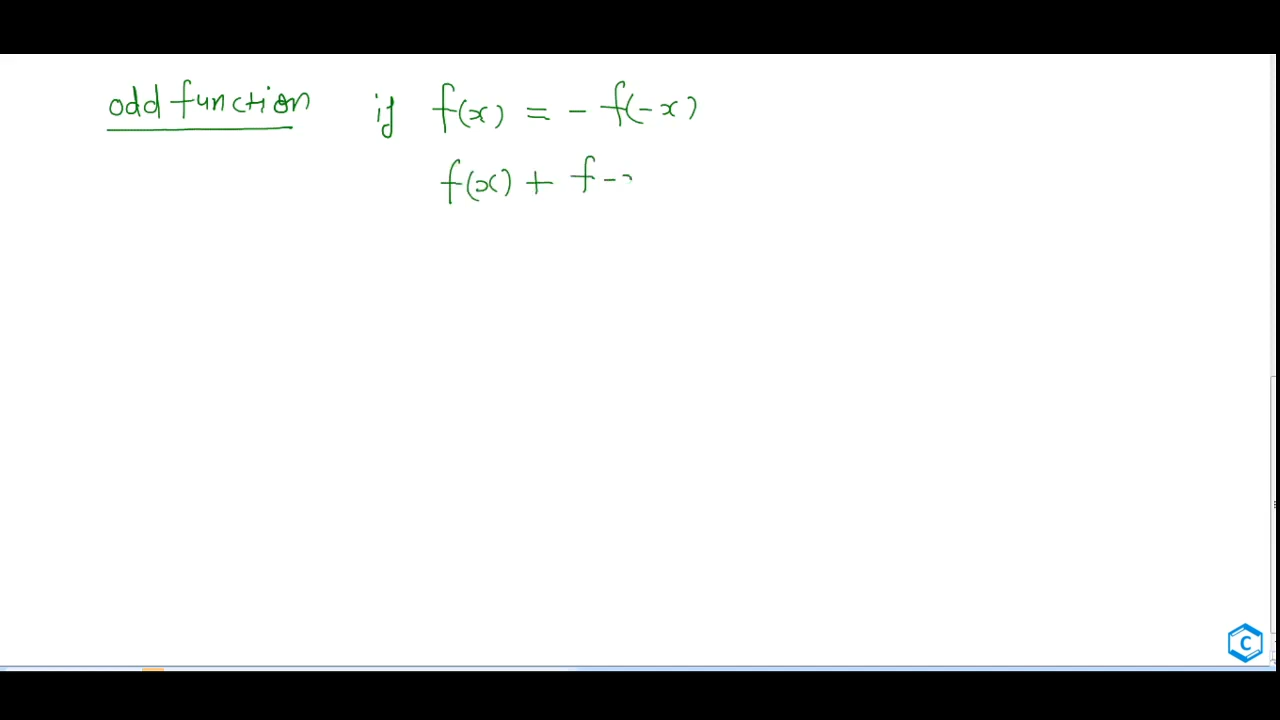 odd function if f(x) = - f(-x)
f(x) + f -
C